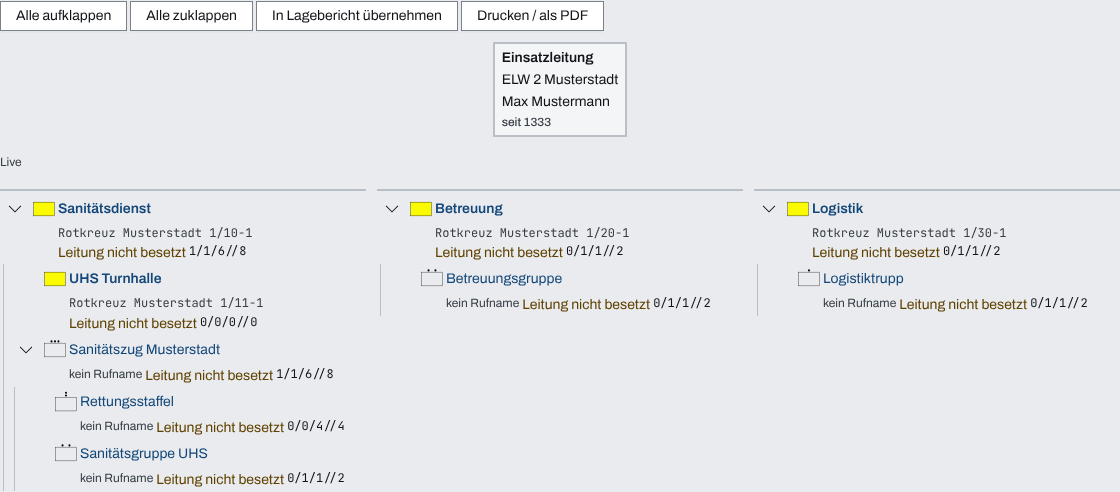 Alle aufklappen
Alle zuklappen
In Lagebericht übernehmen
Drucken / als PDF
Einsatzleitung
ELW 2 Musterstadt
Max Mustermann
seit 1333
Live
Sanitätsdienst
Rotkreuz Musterstadt 1/10-1
Leitung nicht besetzt 1/1/6//8
UHS Turnhalle
Rotkreuz Musterstadt 1/11-1
Leitung nicht besetzt 0/0/0//0
Sanitätszug Musterstadt
kein Rufname Leitung nicht besetzt 1/1/6//8
Rettungsstaffel
kein Rufname Leitung nicht besetzt 0/0/4//4
Sanitätsgruppe UHS
kein Rufname Leitung nicht besetzt 0/1/1//2
Betreuung
Rotkreuz Musterstadt 1/20-1
Leitung nicht besetzt 0/1/1//2
Betreuungsgruppe
kein Rufname Leitung nicht besetzt 0/1/1//2
Logistik
Rotkreuz Musterstadt 1/30-1
Leitung nicht besetzt 0/1/1//2
Logistiktrupp
kein Rufname Leitung nicht besetzt 0/1/1//2